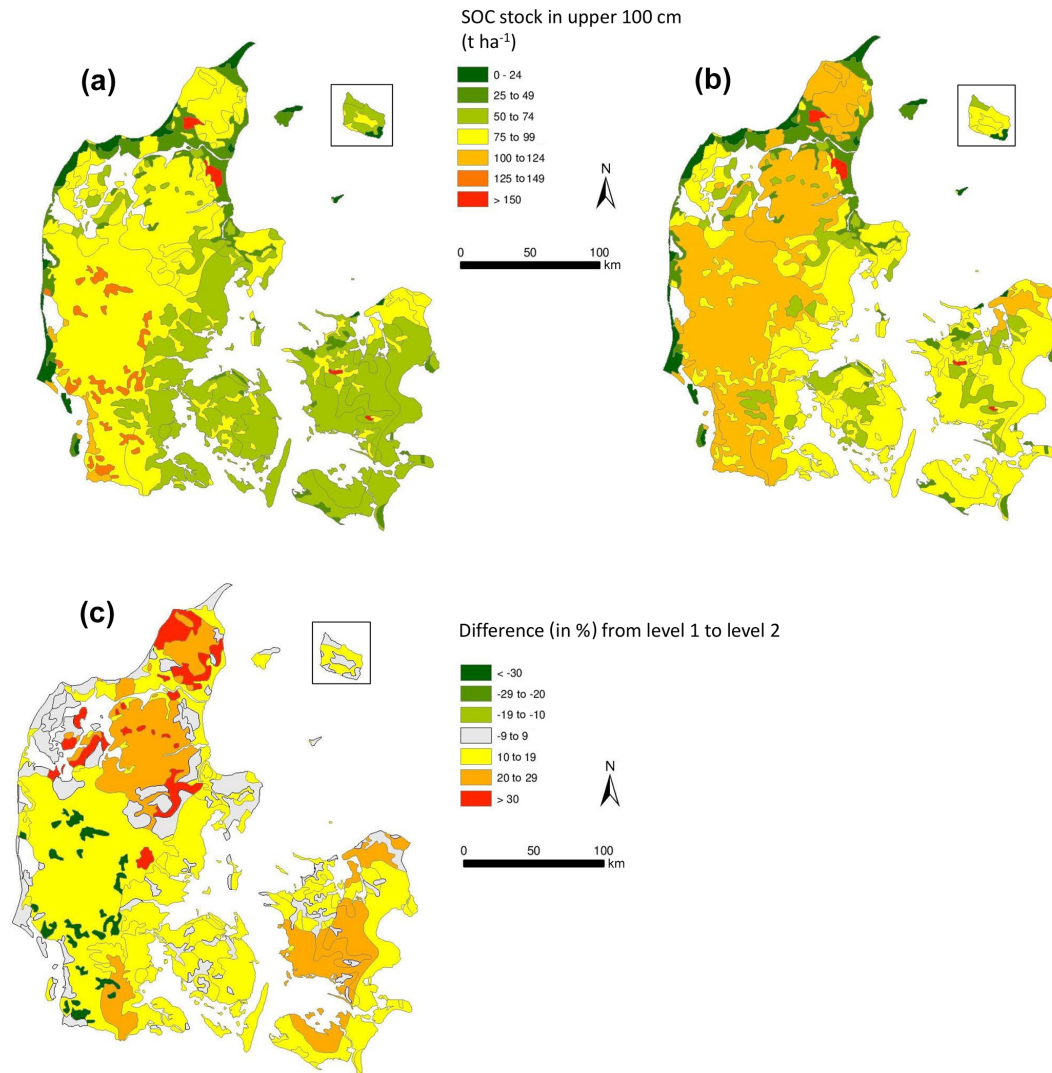 SOC stock in upper 100 cm
(t ha⁻¹)
(a)
0 - 24
25 to 49
50 to 74
75 to 99
100 to 124
125 to 149
> 150
N
0 50 100
km
(b)
(c)
Difference (in %) from level 1 to level 2
< -30
-29 to -20
-19 to -10
-9 to 9
10 to 19
20 to 29
> 30
N
0 50 100
km